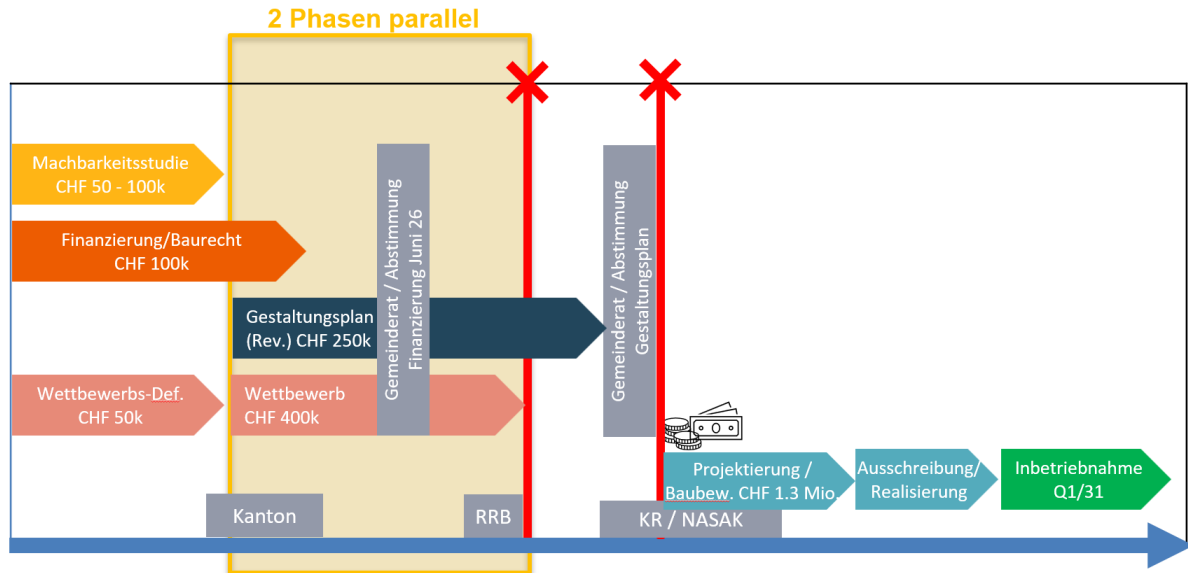 2 Phasen parallel
Machbarkeitsstudie
CHF 50 - 100k
Finanzierung/Baurecht
CHF 100k
Gestaltungsplan
(Rev.) CHF 250k
Wettbewerbs-Def.
CHF 50k
Wettbewerb
CHF 400k
Gemeinderat / Abstimmung
Finanzierung Juni 26
Gemeinderat / Abstimmung
Gestaltungsplan
Projektierung /
Baubew. CHF 1.3 Mio.
Ausschreibung/
Realisierung
Inbetriebnahme
Q1/31
Kanton
RRB
KR / NASAK